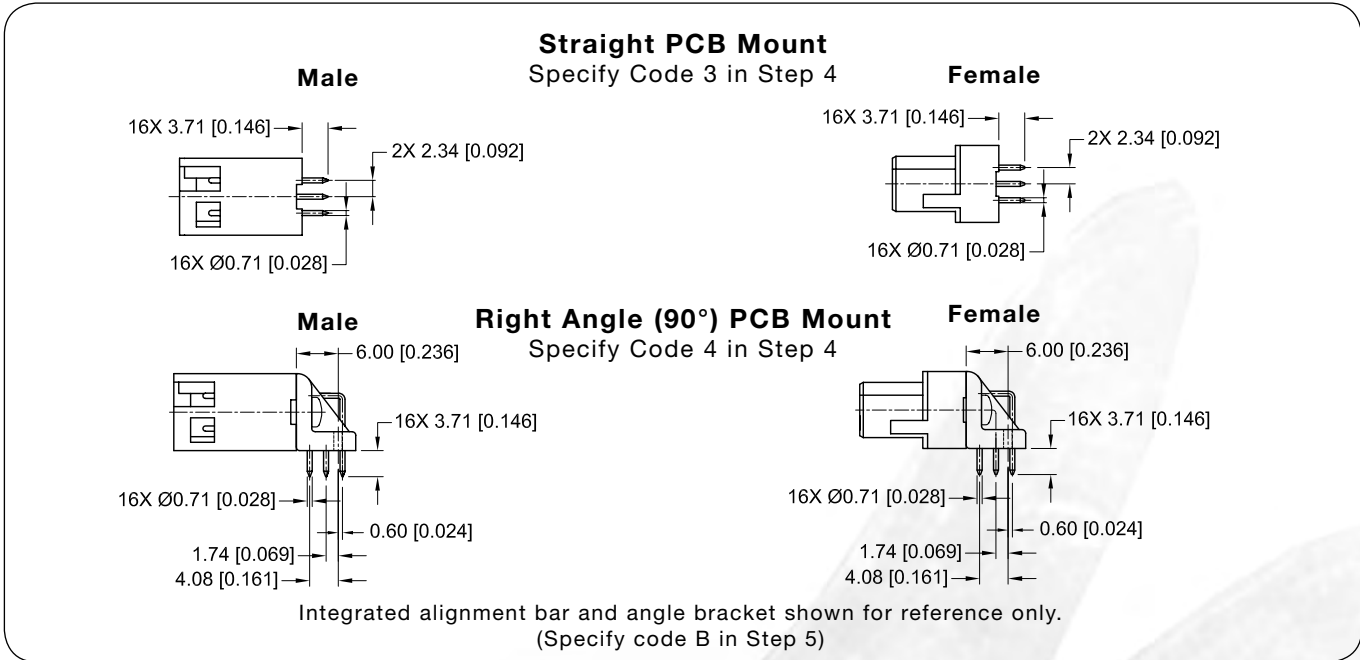 Straight PCB Mount
Specify Code 3 in Step 4
Male
Female
16X 3.71 [0.146]
2X 2.34 [0.092]
16X Ø0.71 [0.028]
16X 3.71 [0.146]
2X 2.34 [0.092]
16X Ø0.71 [0.028]
Right Angle (90°) PCB Mount
Specify Code 4 in Step 4
Male
Female
6.00 [0.236]
16X 3.71 [0.146]
16X Ø0.71 [0.028]
0.60 [0.024]
1.74 [0.069]
4.08 [0.161]
6.00 [0.236]
16X 3.71 [0.146]
16X Ø0.71 [0.028]
0.60 [0.024]
1.74 [0.069]
4.08 [0.161]
Integrated alignment bar and angle bracket shown for reference only.
(Specify code B in Step 5)